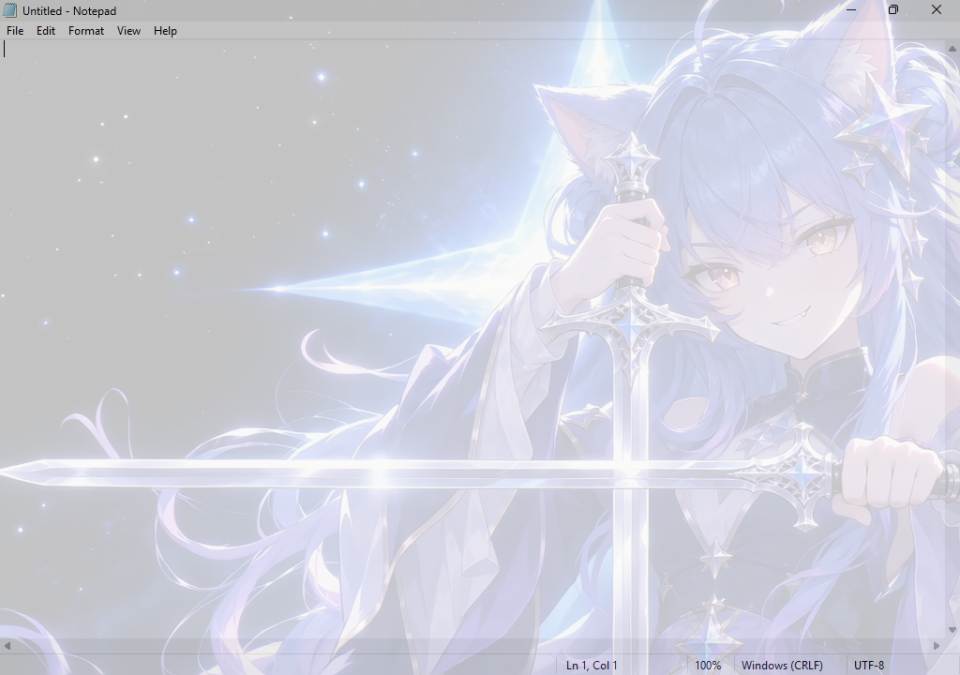 Untitled - Notepad
File Edit Format View Help
Ln 1, Col 1 100% Windows (CRLF) UTF-8